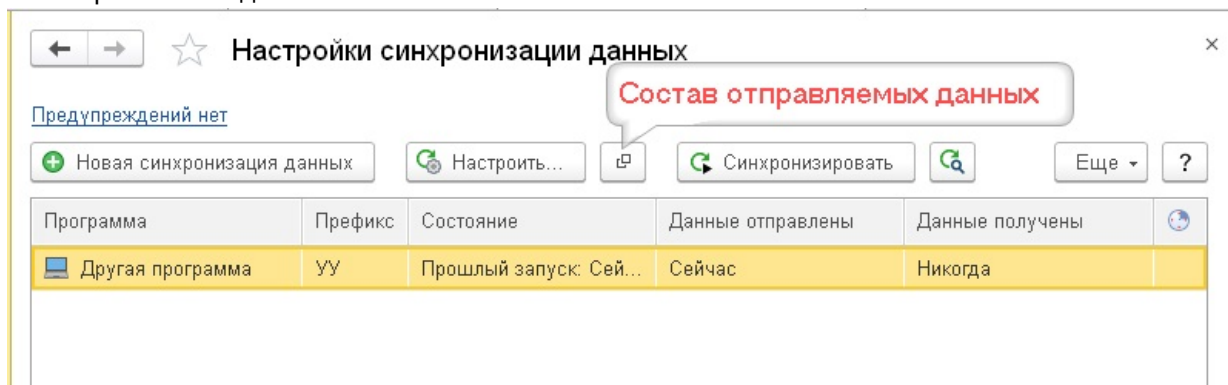 Настройки синхронизации данных
Состав отправляемых данных
Предупреждений нет
Новая синхронизация данных Настроить... Синхронизировать Еще ?
Программа Префикс Состояние Данные отправлены Данные получены
Другая программа УУ Прошлый запуск: Сей... Сейчас Никогда